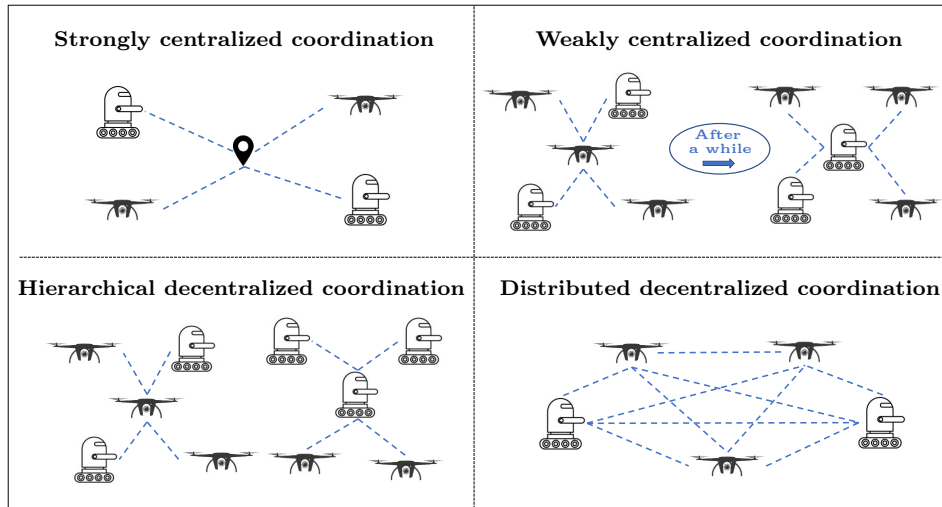 Strongly centralized coordination
Weakly centralized coordination
After
a while
Hierarchical decentralized coordination
Distributed decentralized coordination